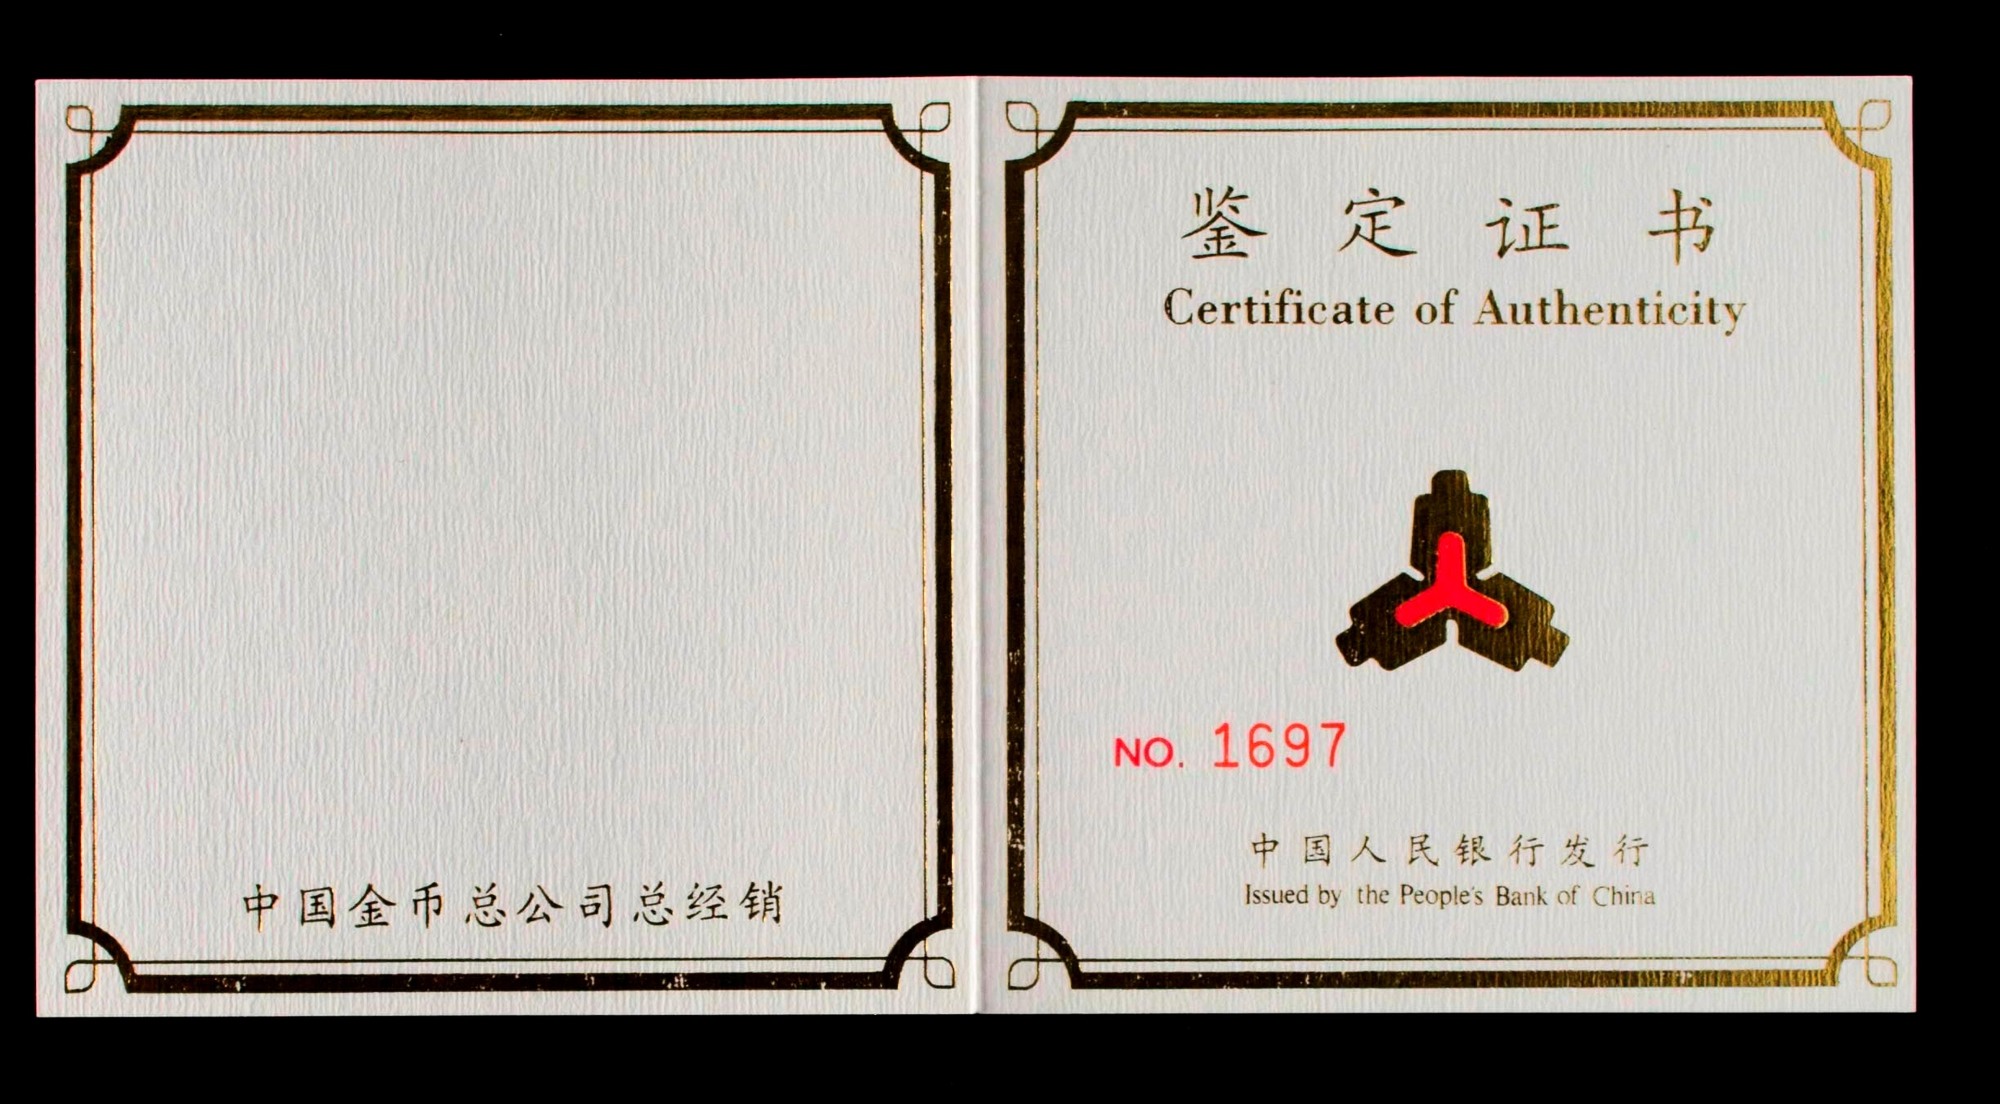 中国金币总公司总经销
鉴定证书
Certificate of Authenticity
NO. 1697
中国人民银行发行
Issued by the People's Bank of China